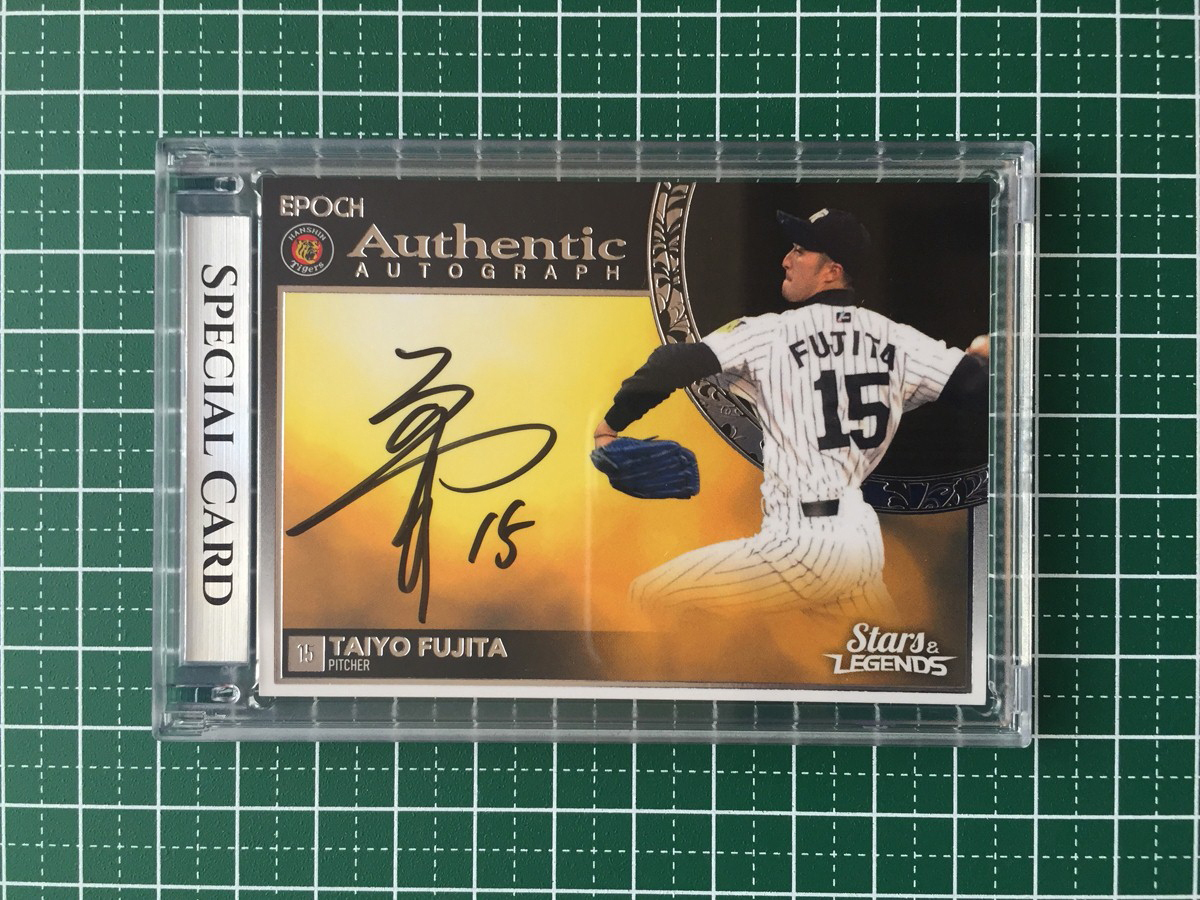 SPECIAL CARD
EPOCH
HANSHIN
Tigers
Authentic
AUTOGRAPH
FUJITA
15
15
15 TAIYO FUJITA
PITCHER
Stars &
LEGENDS